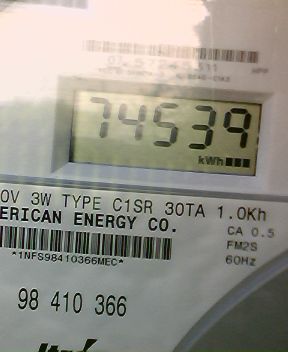 74539
kWh
0V 3W TYPE C1SR 30TA 1.0Kh
ERICAN ENERGY CO.
CA 0.5
FM2S
*1NFS98410366MEC*
60Hz
98 410 366